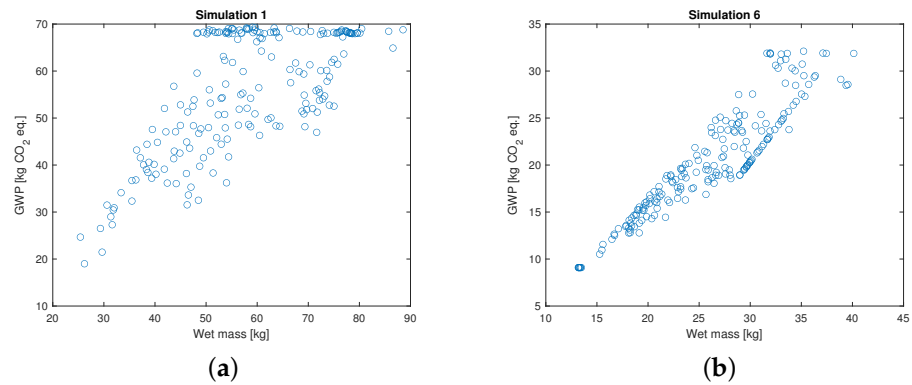 Simulation 1
GWP [kg CO2 eq.]
70
60
50
40
30
20
10
20 30 40 50 60 70 80 90
Wet mass [kg]
(a)
Simulation 6
GWP [kg CO2 eq.]
35
30
25
20
15
10
5
10 15 20 25 30 35 40 45
Wet mass [kg]
(b)